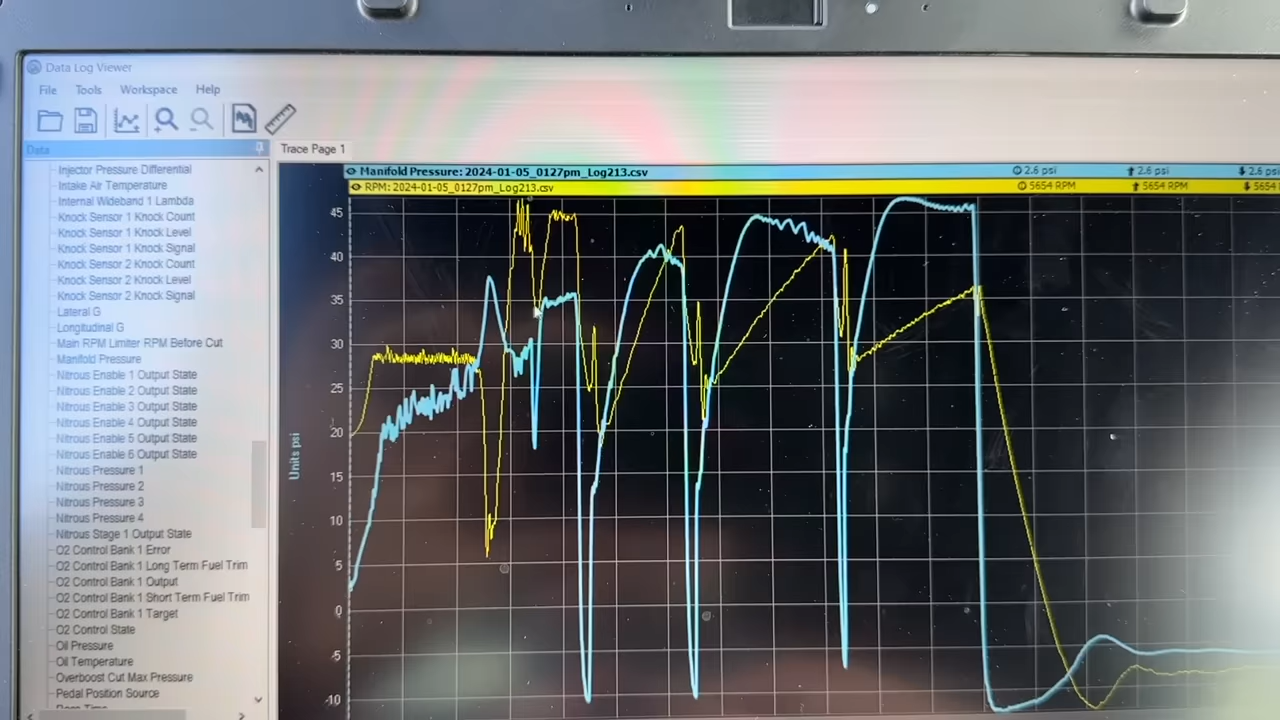 Data Log Viewer
File Tools Workspace Help
Data
Trace Page 1
Injector Pressure Differential
Intake Air Temperature
Internal Wideband 1 Lambda
Knock Sensor 1 Knock Count
Knock Sensor 1 Knock Level
Knock Sensor 1 Knock Signal
Knock Sensor 2 Knock Count
Knock Sensor 2 Knock Level
Knock Sensor 2 Knock Signal
Lateral G
Longitudinal G
Main RPM Limiter RPM Before Cut
Manifold Pressure
Nitrous Enable 1 Output State
Nitrous Enable 2 Output State
Nitrous Enable 3 Output State
Nitrous Enable 4 Output State
Nitrous Enable 5 Output State
Nitrous Enable 6 Output State
Nitrous Pressure 1
Nitrous Pressure 2
Nitrous Pressure 3
Nitrous Pressure 4
Nitrous Stage 1 Output State
O2 Control Bank 1 Error
O2 Control Bank 1 Long Term Fuel Trim
O2 Control Bank 1 Output
O2 Control Bank 1 Short Term Fuel Trim
O2 Control Bank 1 Target
O2 Control State
Oil Pressure
Oil Temperature
Overboost Cut Max Pressure
Pedal Position Source
Manifold Pressure: 2024-01-05_0127pm_Log213.csv 2.6 psi 2.6 psi 2.6 psi
RPM: 2024-01-05_0127pm_Log213.csv 5654 RPM 5654 RPM 5654
45
40
35
30
25
20
15
10
5
0
-5
-10
Units psi